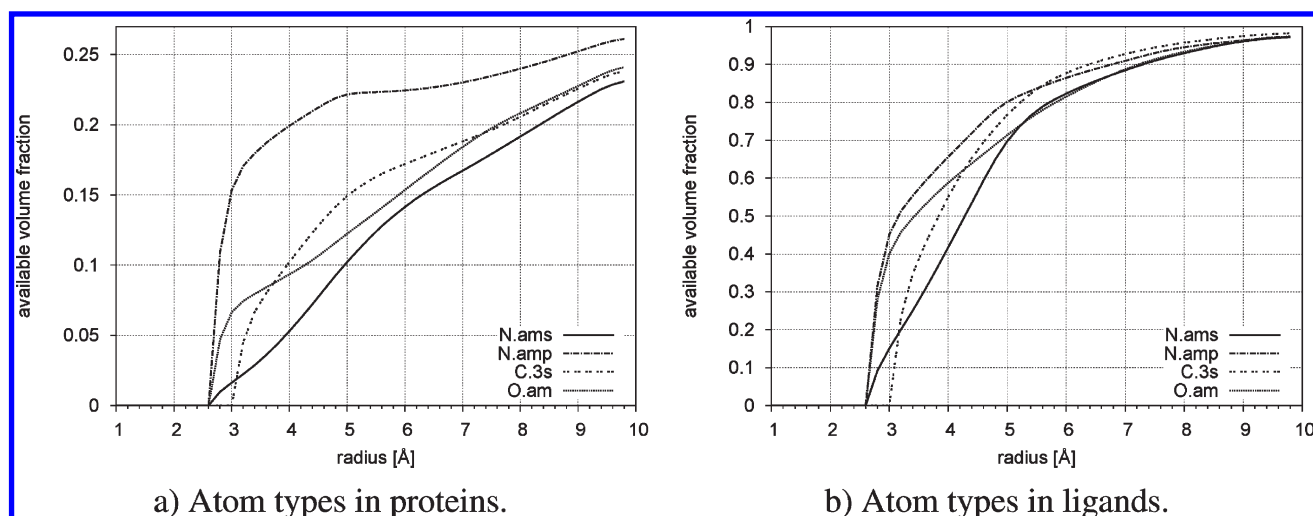 0.25
0.2
0.15
0.1
0.05
0
available volume fraction
N.ams
N.amp
C.3s
O.am
1 2 3 4 5 6 7 8 9 10
radius [Å]
a) Atom types in proteins.
1
0.9
0.8
0.7
0.6
0.5
0.4
0.3
0.2
0.1
0
available volume fraction
N.ams
N.amp
C.3s
O.am
1 2 3 4 5 6 7 8 9 10
radius [Å]
b) Atom types in ligands.